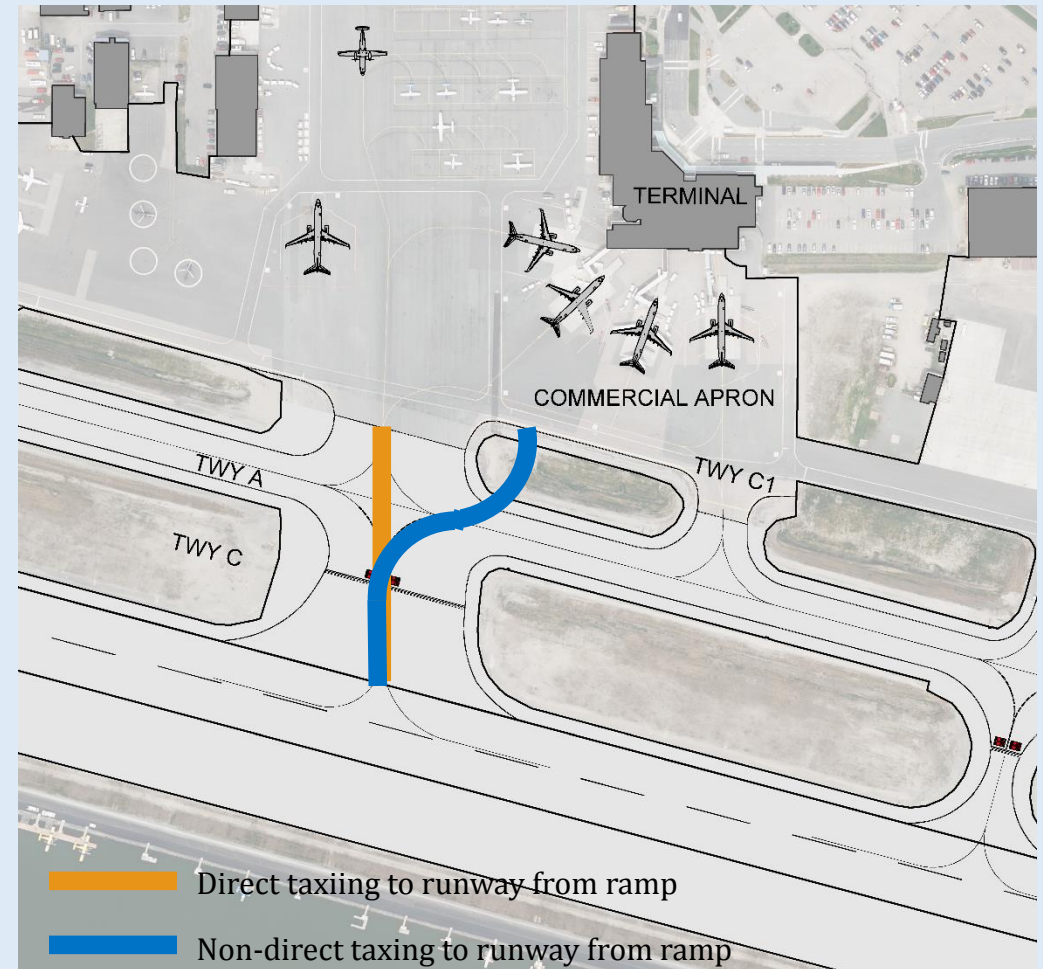 TERMINAL
COMMERCIAL APRON
TWY A
TWY C1
TWY C
Direct taxiing to runway from ramp
Non-direct taxing to runway from ramp